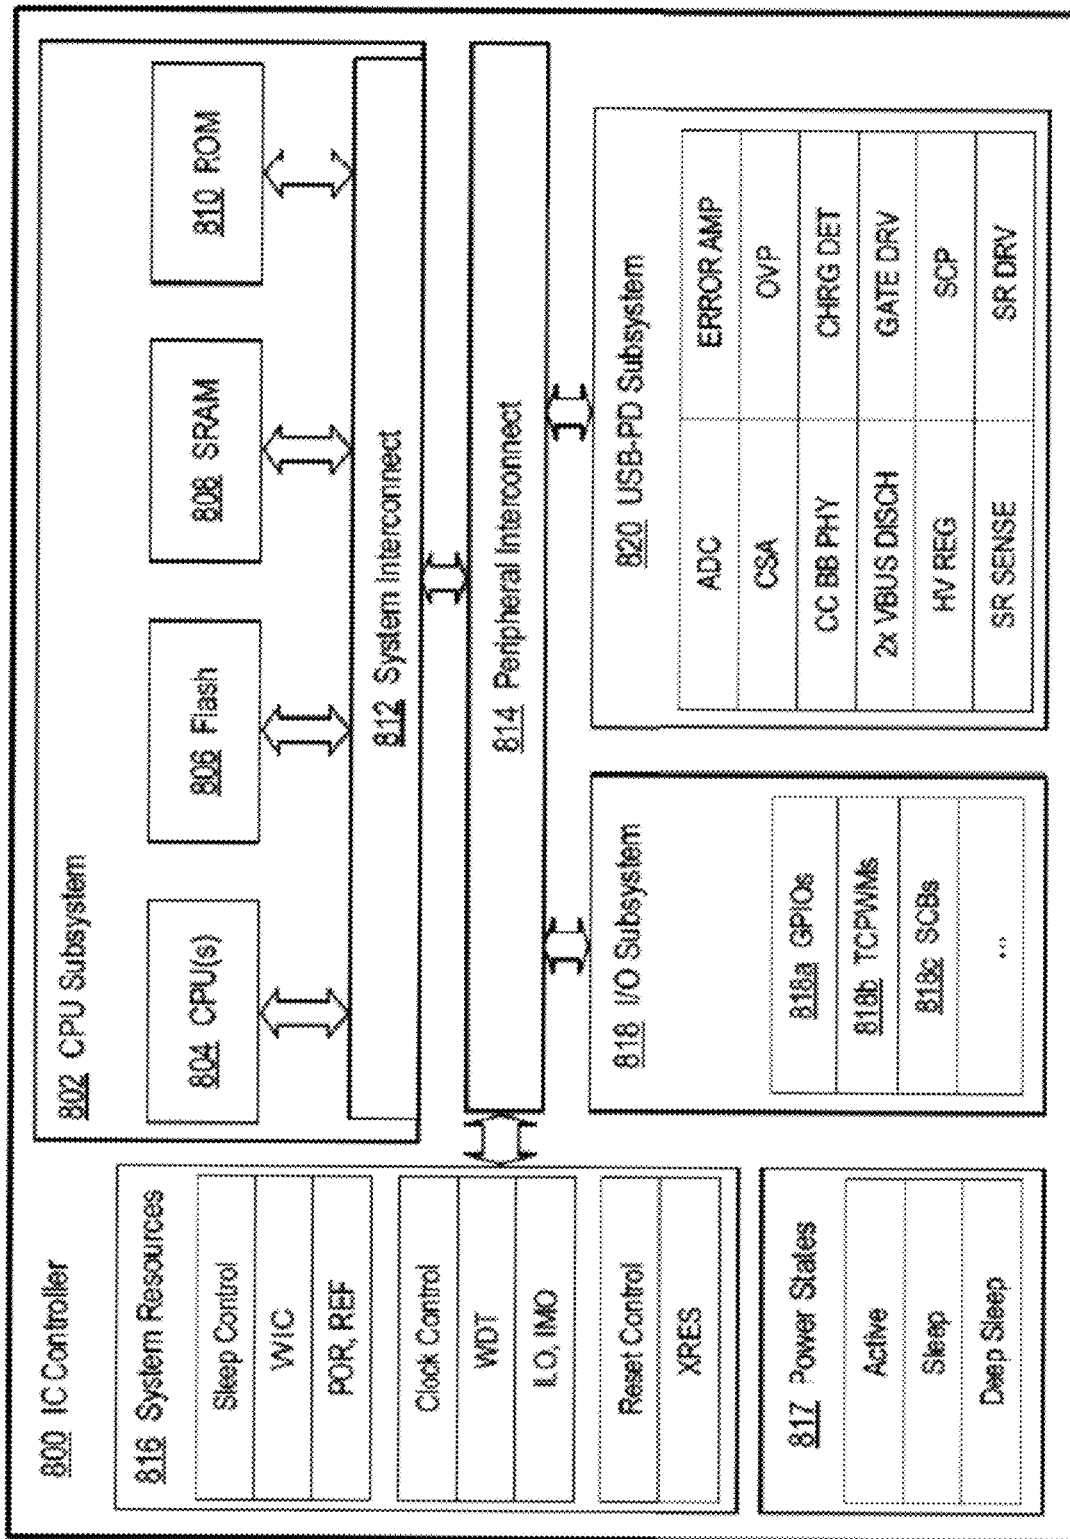 800 IC Controller
802 CPU Subsystem
804 CPU(s)
806 Flash
808 SRAM
810 ROM
812 System Interconnect
814 Peripheral Interconnect
816 System Resources
Sleep Control
WIC
POR, REF
Clock Control
WDT
ILO, IMO
Reset Control
XRES
817 Power States
Active
Sleep
Deep Sleep
818 I/O Subsystem
818a GPIOs
818b TCPWMs
818c SCBs
...
820 USB-PD Subsystem
ADC ERROR AMP
CSA OVP
CC BB PHY CHRG DET
2x VBUS DISCH GATE DRV
HV REG SCP
SR SENSE SR DRV